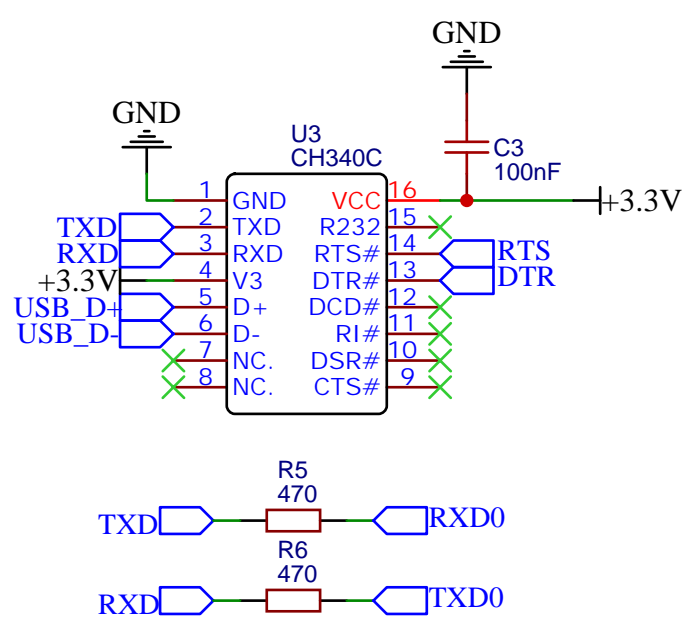 GND
GND
U3
CH340C
C3
100nF
1 GND VCC 16 +3.3V
TXD 2 TXD R232 15
RXD 3 RXD RTS# 14 RTS
+3.3V 4 V3 DTR# 13 DTR
USB_D+ 5 D+ DCD# 12
USB_D- 6 D- RI# 11
7 NC. DSR# 10
8 NC. CTS# 9
R5
470
TXD RXD0
R6
470
RXD TXD0